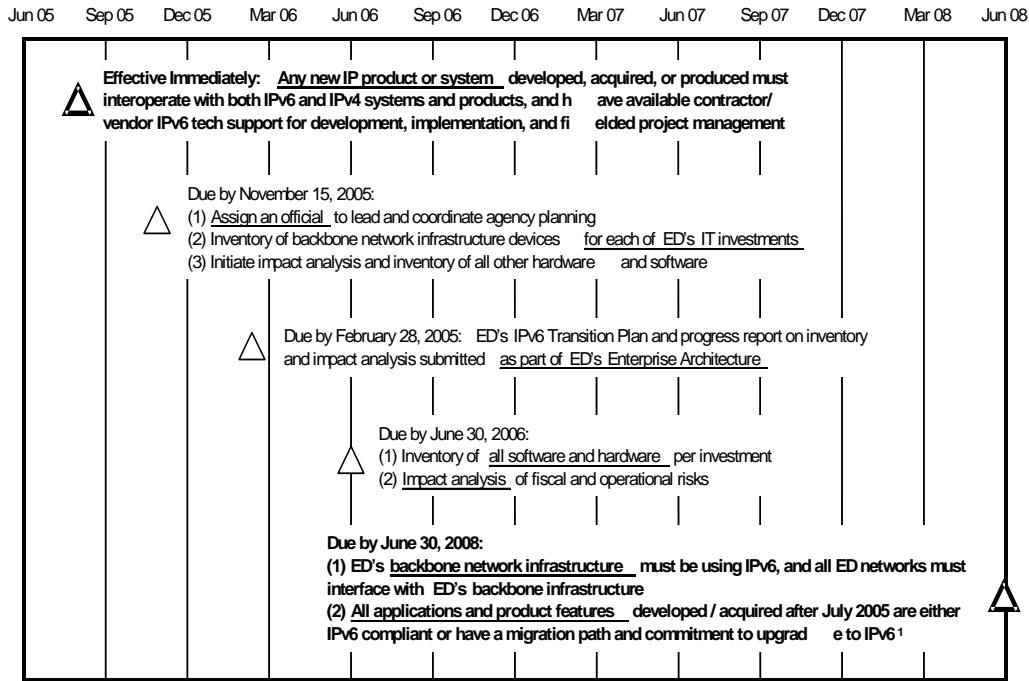 Jun 05 Sep 05 Dec 05 Mar 06 Jun 06 Sep 06 Dec 06 Mar 07 Jun 07 Sep 07 Dec 07 Mar 08 Jun 08
Effective Immediately: Any new IP product or system developed, acquired, or produced must
interoperate with both IPv6 and IPv4 systems and products, and h ave available contractor/
vendor IPv6 tech support for development, implementation, and fi elded project management
Due by November 15, 2005:
(1) Assign an official to lead and coordinate agency planning
(2) Inventory of backbone network infrastructure devices for each of ED's IT investments
(3) Initiate impact analysis and inventory of all other hardware and software
Due by February 28, 2005: ED's IPv6 Transition Plan and progress report on inventory
and impact analysis submitted as part of ED's Enterprise Architecture
Due by June 30, 2006:
(1) Inventory of all software and hardware per investment
(2) Impact analysis of fiscal and operational risks
Due by June 30, 2008:
(1) ED's backbone network infrastructure must be using IPv6, and all ED networks must
interface with ED's backbone infrastructure
(2) All applications and product features developed / acquired after July 2005 are either
IPv6 compliant or have a migration path and commitment to upgrad e to IPv6 1